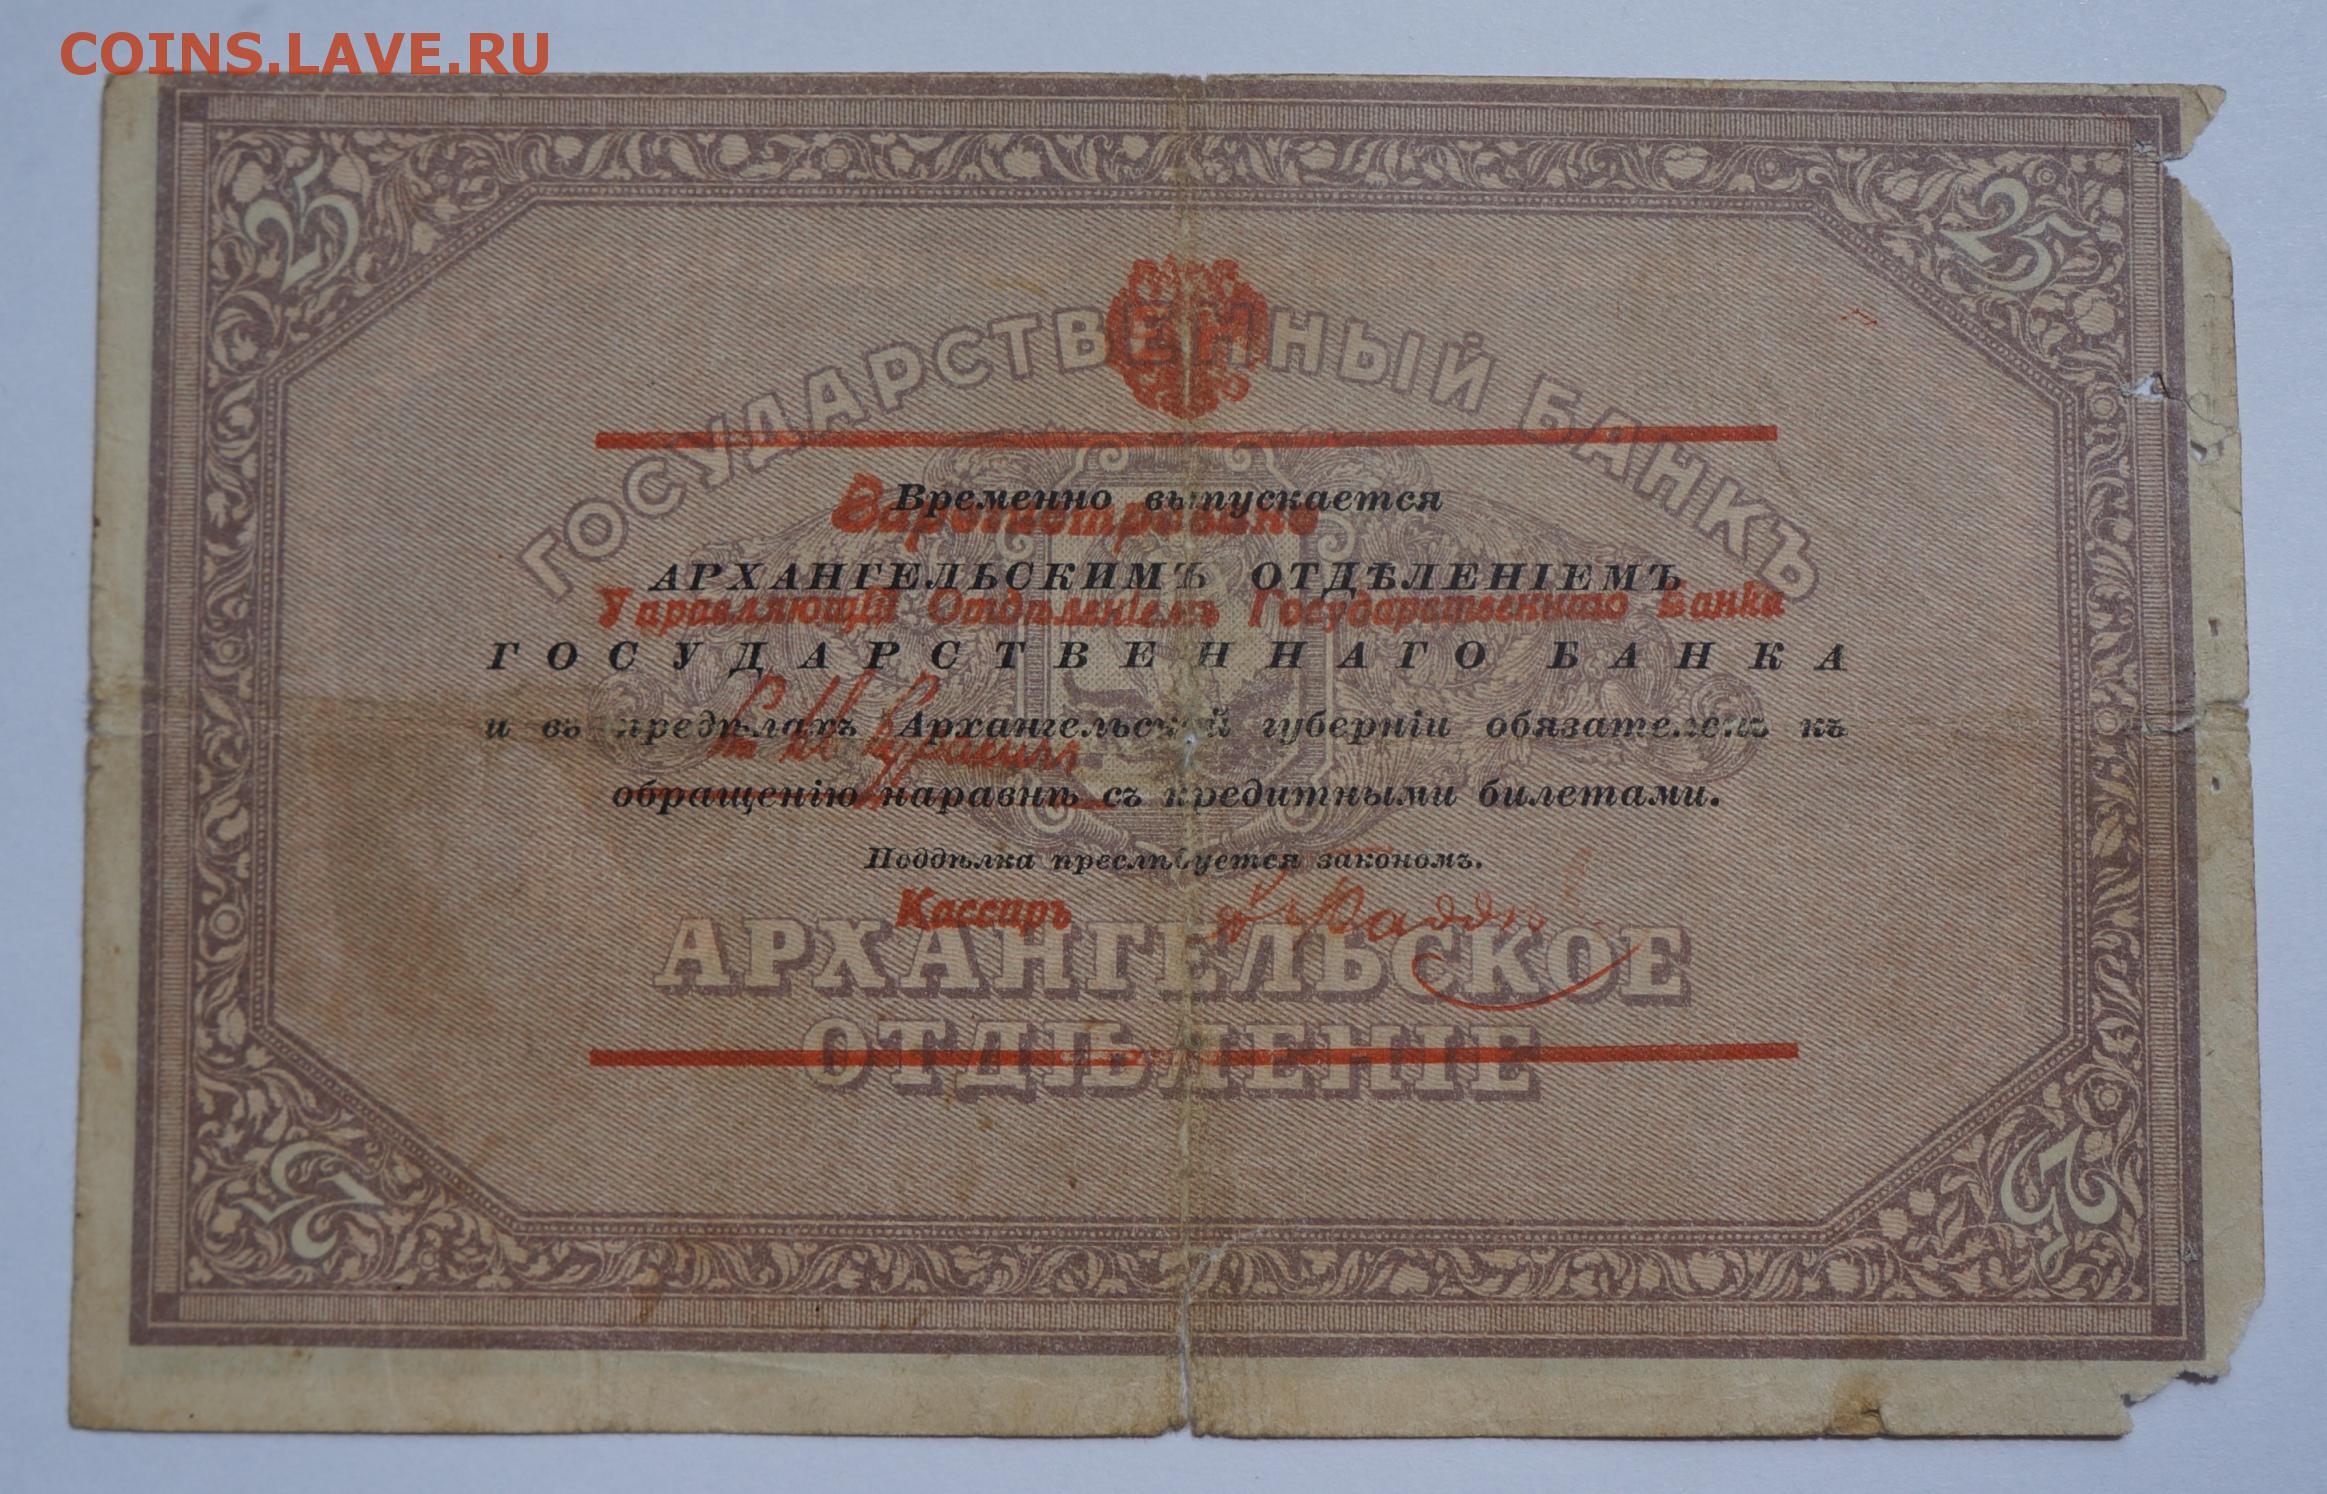 COINS.LAVE.RU
25 25
ГОСУДАРСТВЕННЫЙ БАНКЪ
Временно выпускается
Зарегистровано
АРХАНГЕЛЬСКИМЪ ОТДѢЛЕНІЕМЪ
Управляющій Отдѣленіемъ Государственнаго Банка
ГОСУДАРСТВЕННАГО БАНКА
и въ предѣлахъ Архангельской губерніи обязателенъ къ
обращенію наравнѣ съ кредитными билетами.
Поддѣлка преслѣдуется закономъ.
Кассиръ
АРХАНГЕЛЬСКОЕ
ОТДѢЛЕНІЕ
25 25